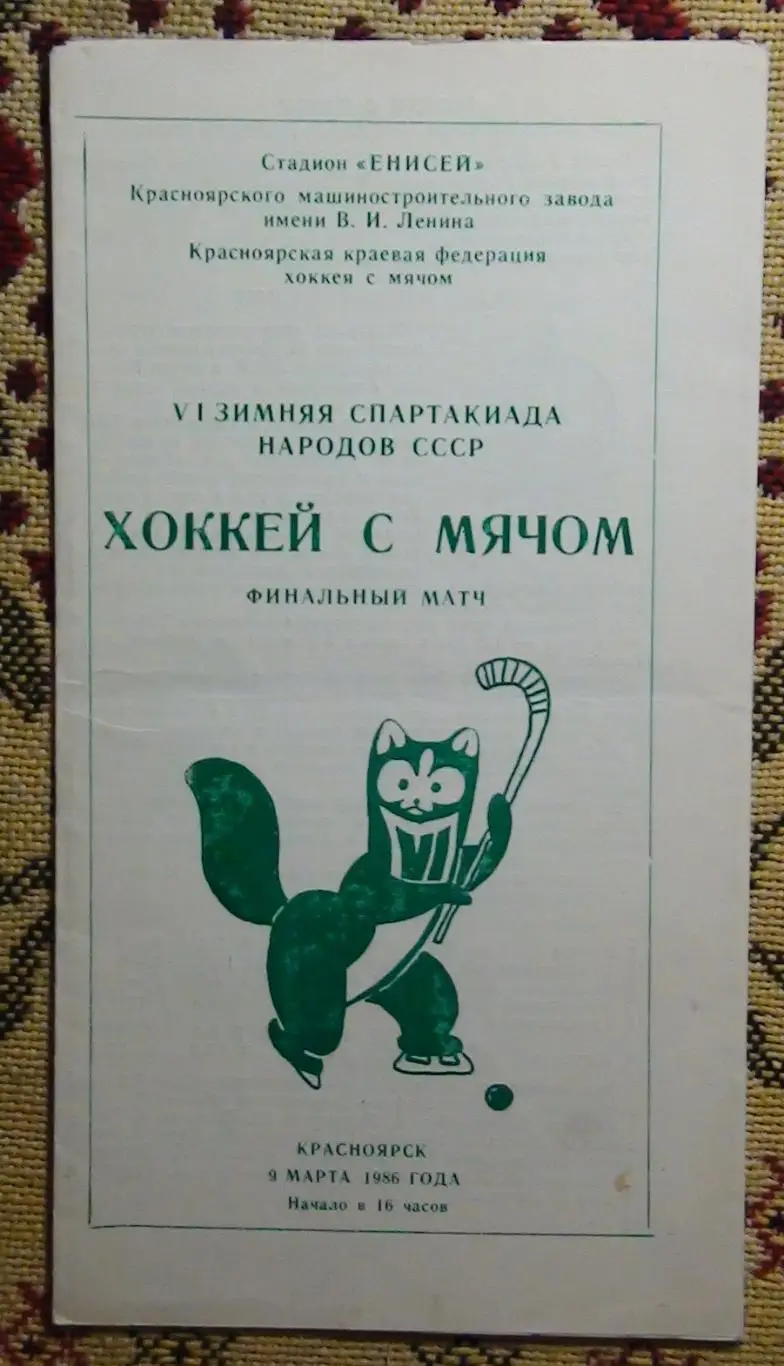 Стадион «ЕНИСЕЙ»
Красноярского машиностроительного завода
имени В. И. Ленина
Красноярская краевая федерация
хоккея с мячом
VI ЗИМНЯЯ СПАРТАКИАДА
НАРОДОВ СССР
ХОККЕЙ С МЯЧОМ
ФИНАЛЬНЫЙ МАТЧ
VI
КРАСНОЯРСК
9 МАРТА 1986 ГОДА
Начало в 16 часов